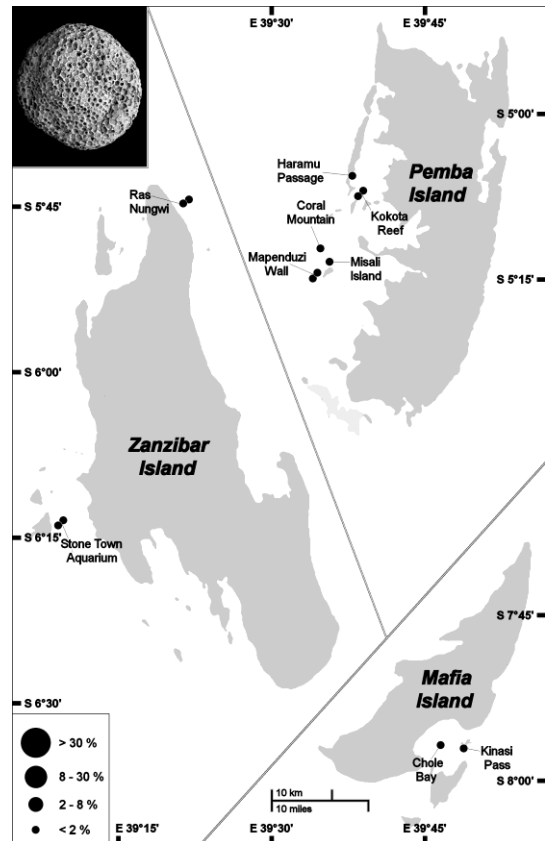 E 39°30'
E 39°45'
S 5°00'
Haramu
Passage
Pemba
Island
Ras
Nungwi
Coral
Mountain
Kokota
Reef
S 5°45'
Mapenduzi
Wall
Misali
Island
S 5°15'
S 6°00'
Zanzibar
Island
Stone Town
Aquarium
S 6°15'
S 7°45'
Mafia
Island
S 6°30'
> 30 %
8 - 30 %
2 - 8 %
< 2 %
Chole
Bay
Kinasi
Pass
S 8°00'
10 km
10 miles
E 39°15'
E 39°30'
E 39°45'